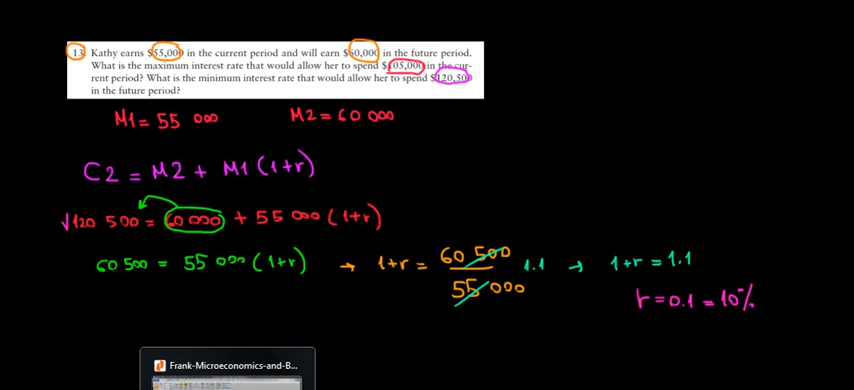 13. Kathy earns $55,000 in the current period and will earn $60,000 in the future period.
What is the maximum interest rate that would allow her to spend $105,000 in the cur-
rent period? What is the minimum interest rate that would allow her to spend $120,500
in the future period?
M1 = 55 000 M2 = 60 000
C2 = M2 + M1 (1+r)
√120 500 = 60 000 + 55 000 (1+r)
60 500 = 55 000 (1+r) → 1+r = 60 500 / 55 000 1.1 → 1+r = 1.1
r = 0.1 = 10%
Frank-Microeconomics-and-B...